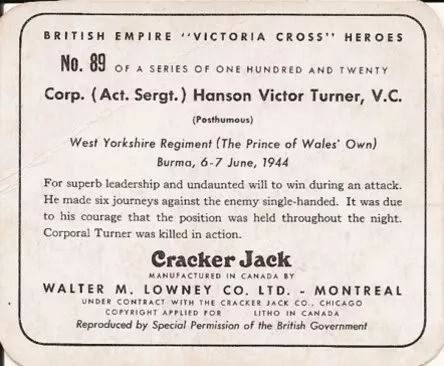 BRITISH EMPIRE "VICTORIA CROSS" HEROES
No. 89 OF A SERIES OF ONE HUNDRED AND TWENTY
Corp. (Act. Sergt.) Hanson Victor Turner, V.C.
(Posthumous)
West Yorkshire Regiment (The Prince of Wales' Own)
Burma, 6-7 June, 1944
For superb leadership and undaunted will to win during an attack.
He made six journeys against the enemy single-handed. It was due
to his courage that the position was held throughout the night.
Corporal Turner was killed in action.
Cracker Jack
MANUFACTURED IN CANADA BY
WALTER M. LOWNEY CO. LTD. - MONTREAL
UNDER CONTRACT WITH THE CRACKER JACK CO., CHICAGO
COPYRIGHT APPLIED FOR LITHO IN CANADA
Reproduced by Special Permission of the British Government